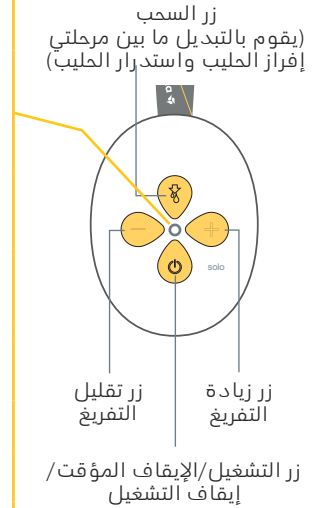 زر السحب
(يقوم بالتبديل ما بين مرحلتي
إفراز الحليب واستدرار الحليب)
solo
زر زيادة
التفريغ
زر تقليل
التفريغ
زر التشغيل/الإيقاف المؤقت/
إيقاف التشغيل